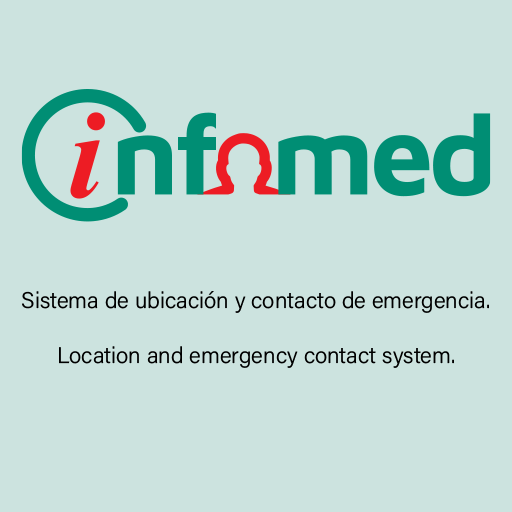 infomed
Sistema de ubicación y contacto de emergencia.
Location and emergency contact system.